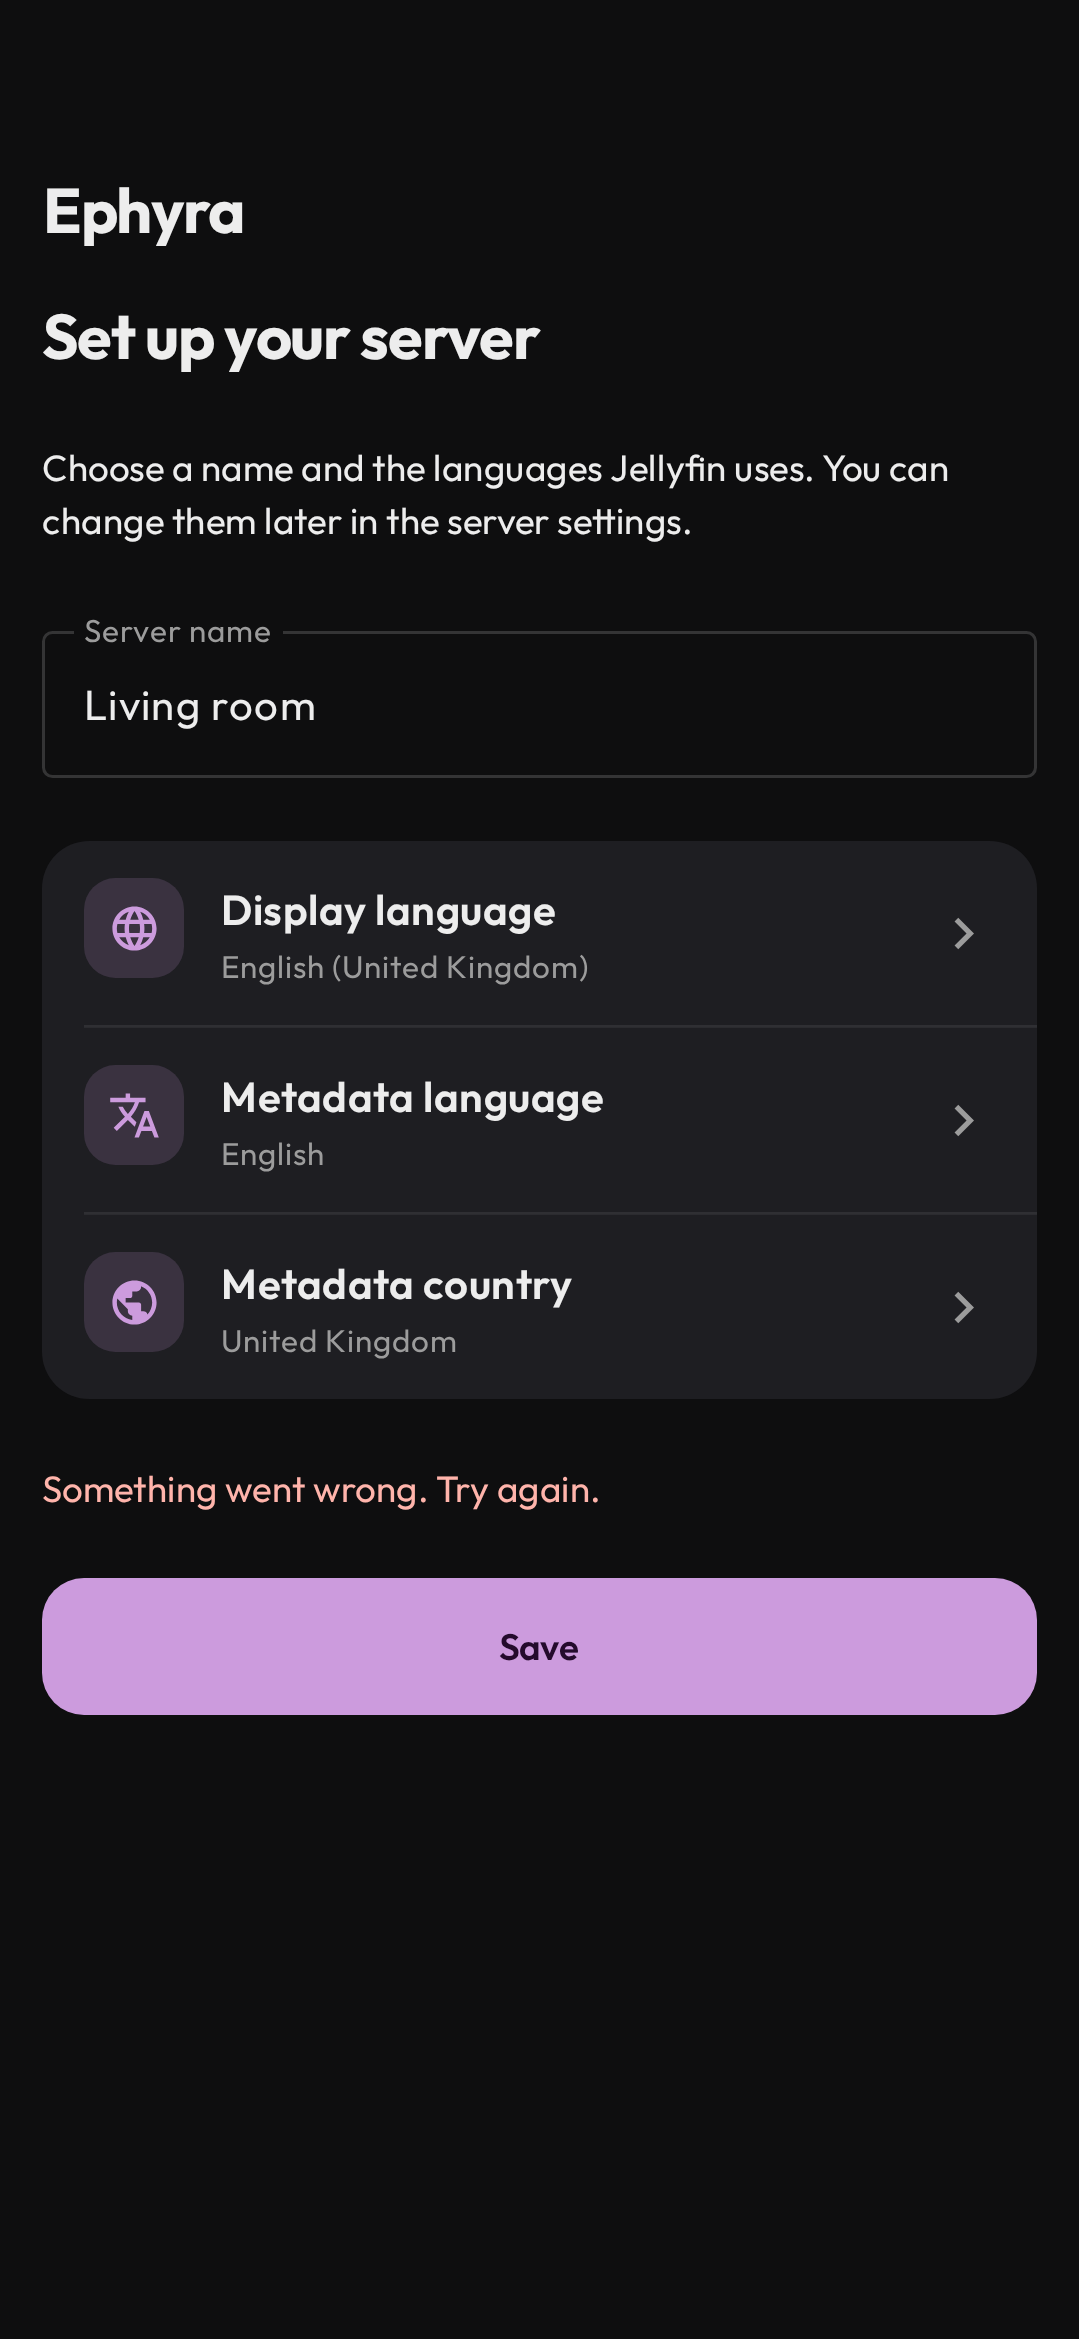 Ephyra
Set up your server
Choose a name and the languages Jellyfin uses. You can
change them later in the server settings.
Server name
Living room
Display language
English (United Kingdom)
Metadata language
English
Metadata country
United Kingdom
Something went wrong. Try again.
Save